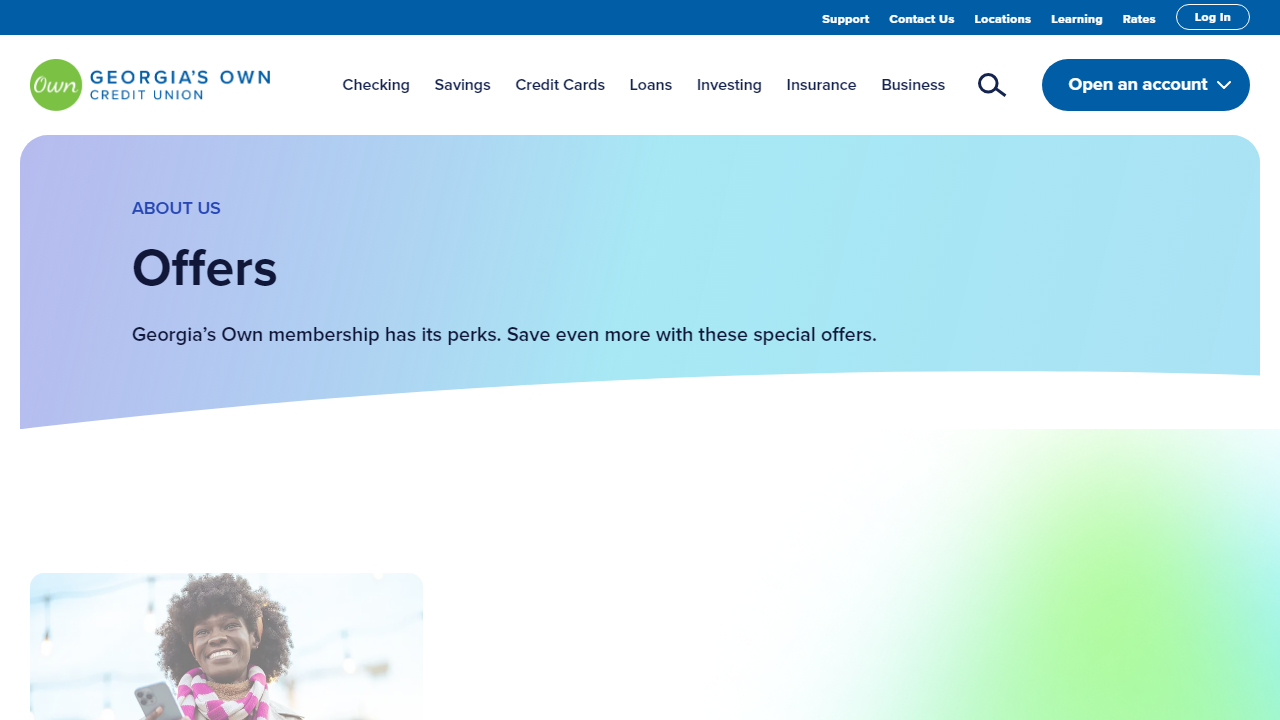 Support Contact Us Locations Learning Rates Log In
Own GEORGIA'S OWN
CREDIT UNION
Checking Savings Credit Cards Loans Investing Insurance Business Open an account
ABOUT US
Offers
Georgia’s Own membership has its perks. Save even more with these special offers.